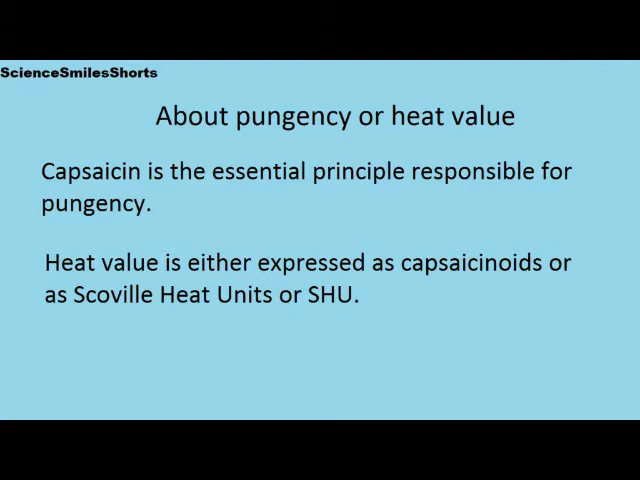 ScienceSmilesShorts
About pungency or heat value
Capsaicin is the essential principle responsible for
pungency.
Heat value is either expressed as capsaicinoids or
as Scoville Heat Units or SHU.